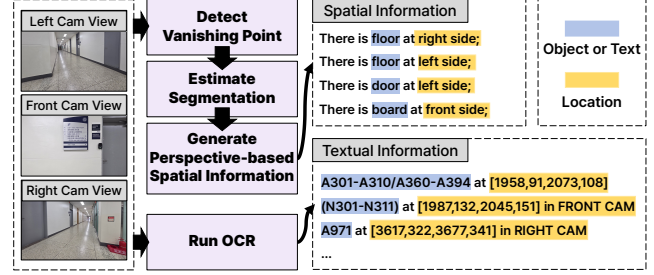 Left Cam View
Front Cam View
Right Cam View
Detect
Vanishing Point
Estimate
Segmentation
Generate
Perspective-based
Spatial Information
Run OCR
Spatial Information
There is floor at right side;
There is floor at left side;
There is door at left side;
There is board at front side;
Object or Text
Location
Textual Information
A301-A310/A360-A394 at [1958,91,2073,108]
(N301-N311) at [1987,132,2045,151] in FRONT CAM
A971 at [3617,322,3677,341] in RIGHT CAM
...